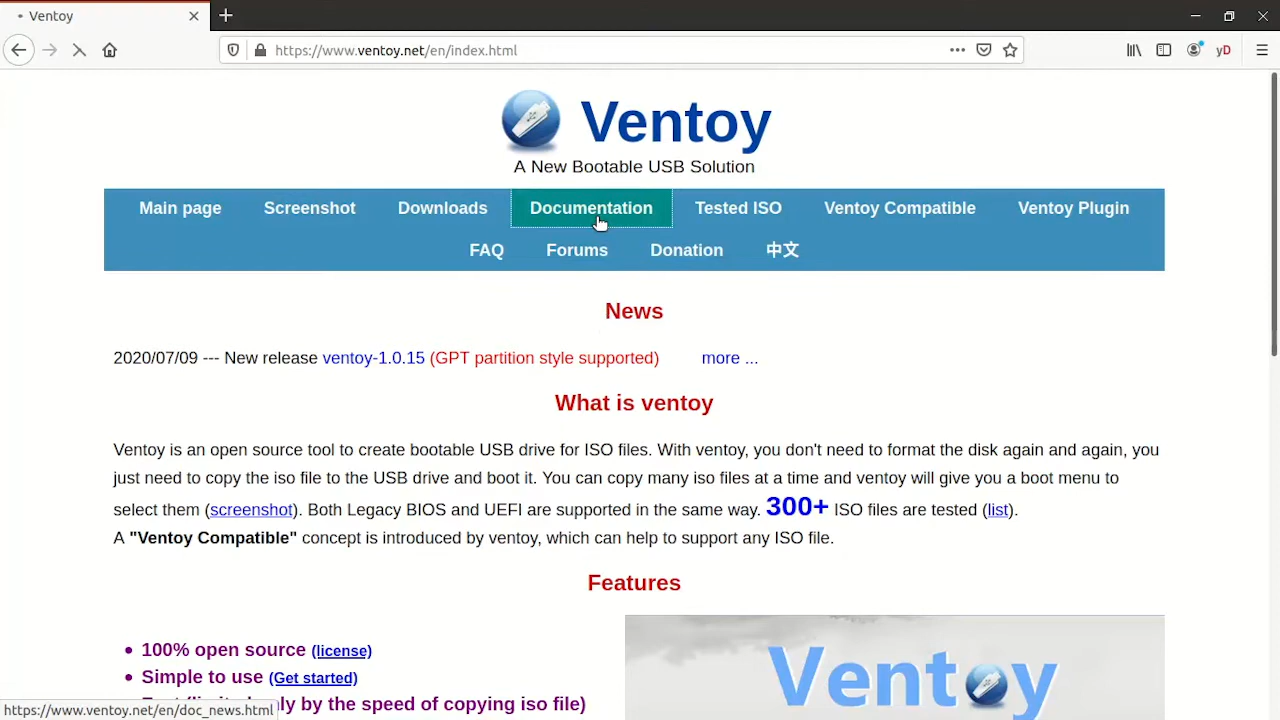 Ventoy
https://www.ventoy.net/en/index.html
yD
Ventoy
A New Bootable USB Solution
Main page Screenshot Downloads Documentation Tested ISO Ventoy Compatible Ventoy Plugin
FAQ Forums Donation 中文
News
2020/07/09 --- New release ventoy-1.0.15 (GPT partition style supported) more ...
What is ventoy
Ventoy is an open source tool to create bootable USB drive for ISO files. With ventoy, you don't need to format the disk again and again, you
just need to copy the iso file to the USB drive and boot it. You can copy many iso files at a time and ventoy will give you a boot menu to
select them (screenshot). Both Legacy BIOS and UEFI are supported in the same way. 300+ ISO files are tested (list).
A "Ventoy Compatible" concept is introduced by ventoy, which can help to support any ISO file.
Features
• 100% open source (license)
• Simple to use (Get started)
by the speed of copying iso file)
Ventoy
https://www.ventoy.net/en/doc_news.html